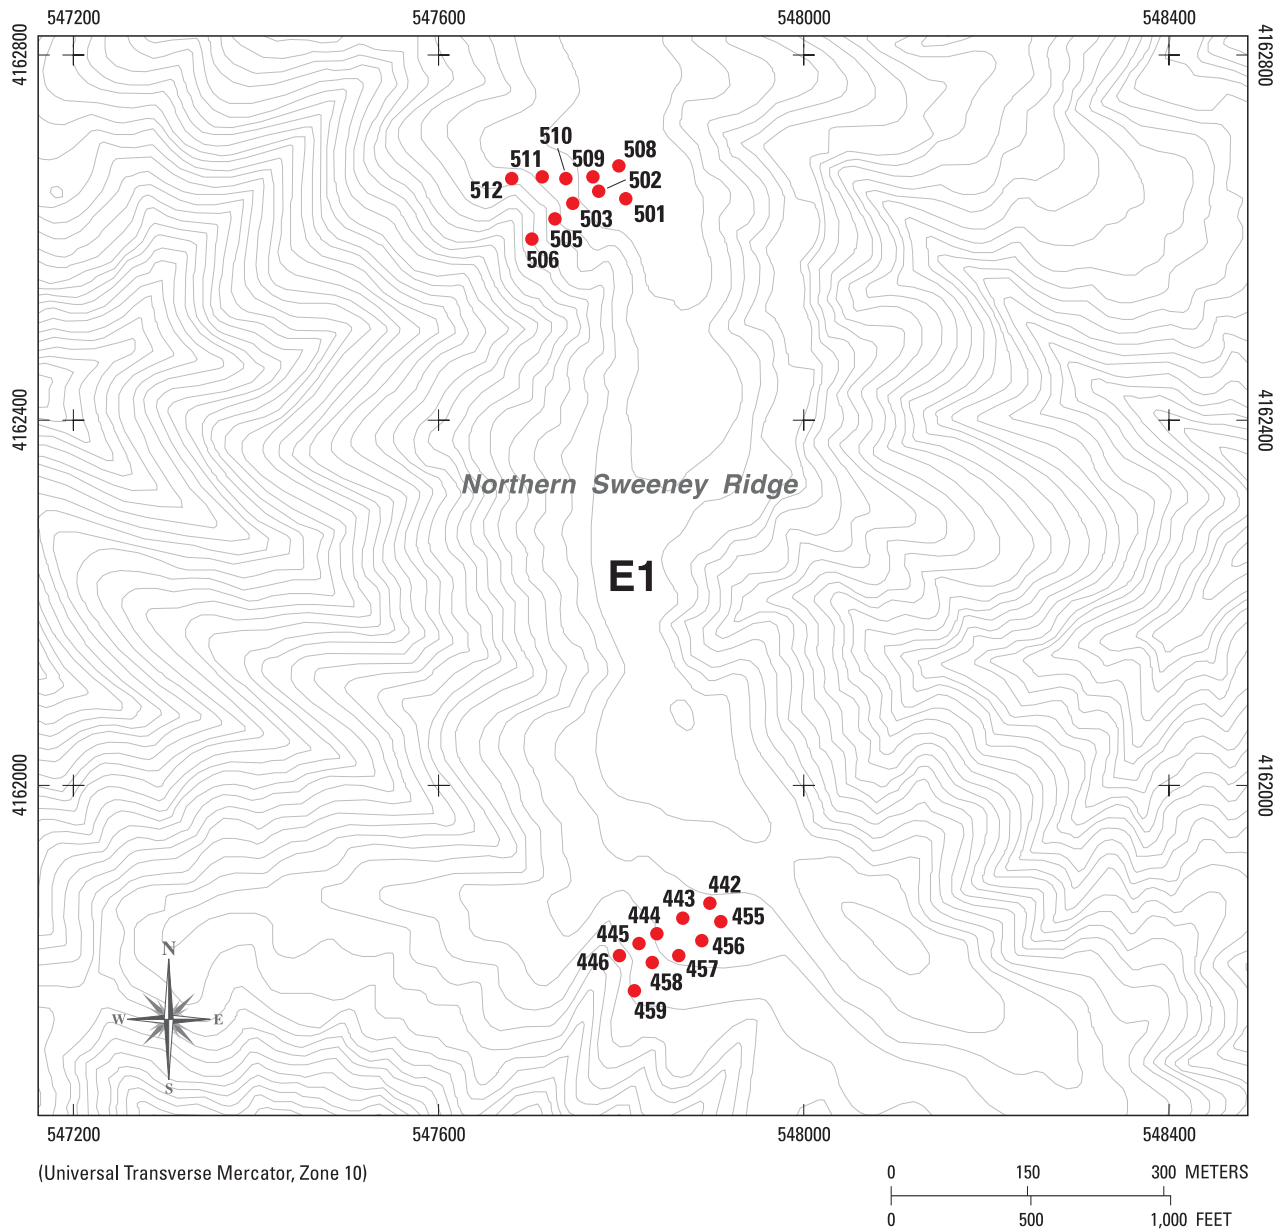 547200 547600 548000 548400
4162800 4162800
510
511 509 508
512 502
503 501
505
506
4162400 4162400
Northern Sweeney Ridge
E1
4162000 4162000
442
443
444 455
445 456
446 457
458
459
N
W E
S
547200 547600 548000 548400
(Universal Transverse Mercator, Zone 10)
0 150 300 METERS
0 500 1,000 FEET